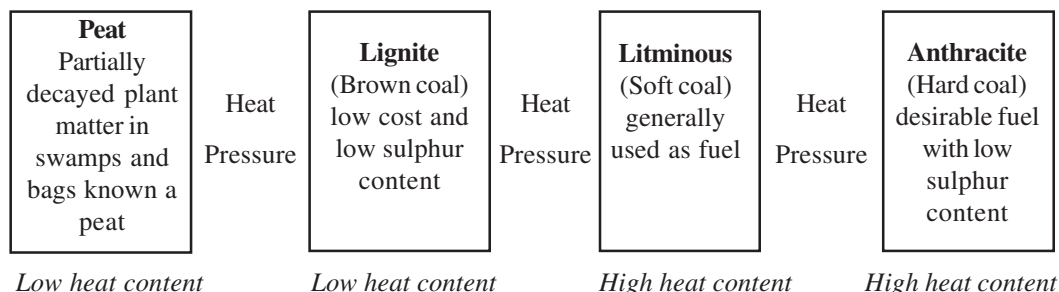 Peat
Partially
decayed plant
matter in
swamps and
bags known a
peat
Heat
Pressure
Lignite
(Brown coal)
low cost and
low sulphur
content
Heat
Pressure
Litminous
(Soft coal)
generally
used as fuel
Heat
Pressure
Anthracite
(Hard coal)
desirable fuel
with low
sulphur
content
Low heat content
Low heat content
High heat content
High heat content